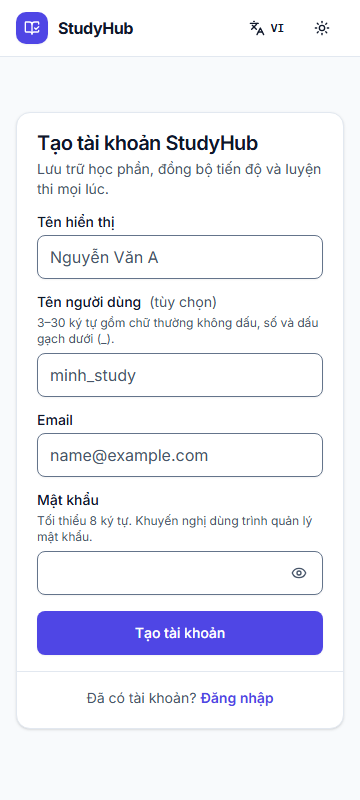 StudyHub
VI
Tạo tài khoản StudyHub
Lưu trữ học phần, đồng bộ tiến độ và luyện
thi mọi lúc.
Tên hiển thị
Nguyễn Văn A
Tên người dùng (tùy chọn)
3–30 ký tự gồm chữ thường không dấu, số và dấu
gạch dưới (_).
minh_study
Email
name@example.com
Mật khẩu
Tối thiểu 8 ký tự. Khuyến nghị dùng trình quản lý
mật khẩu.
Tạo tài khoản
Đã có tài khoản? Đăng nhập